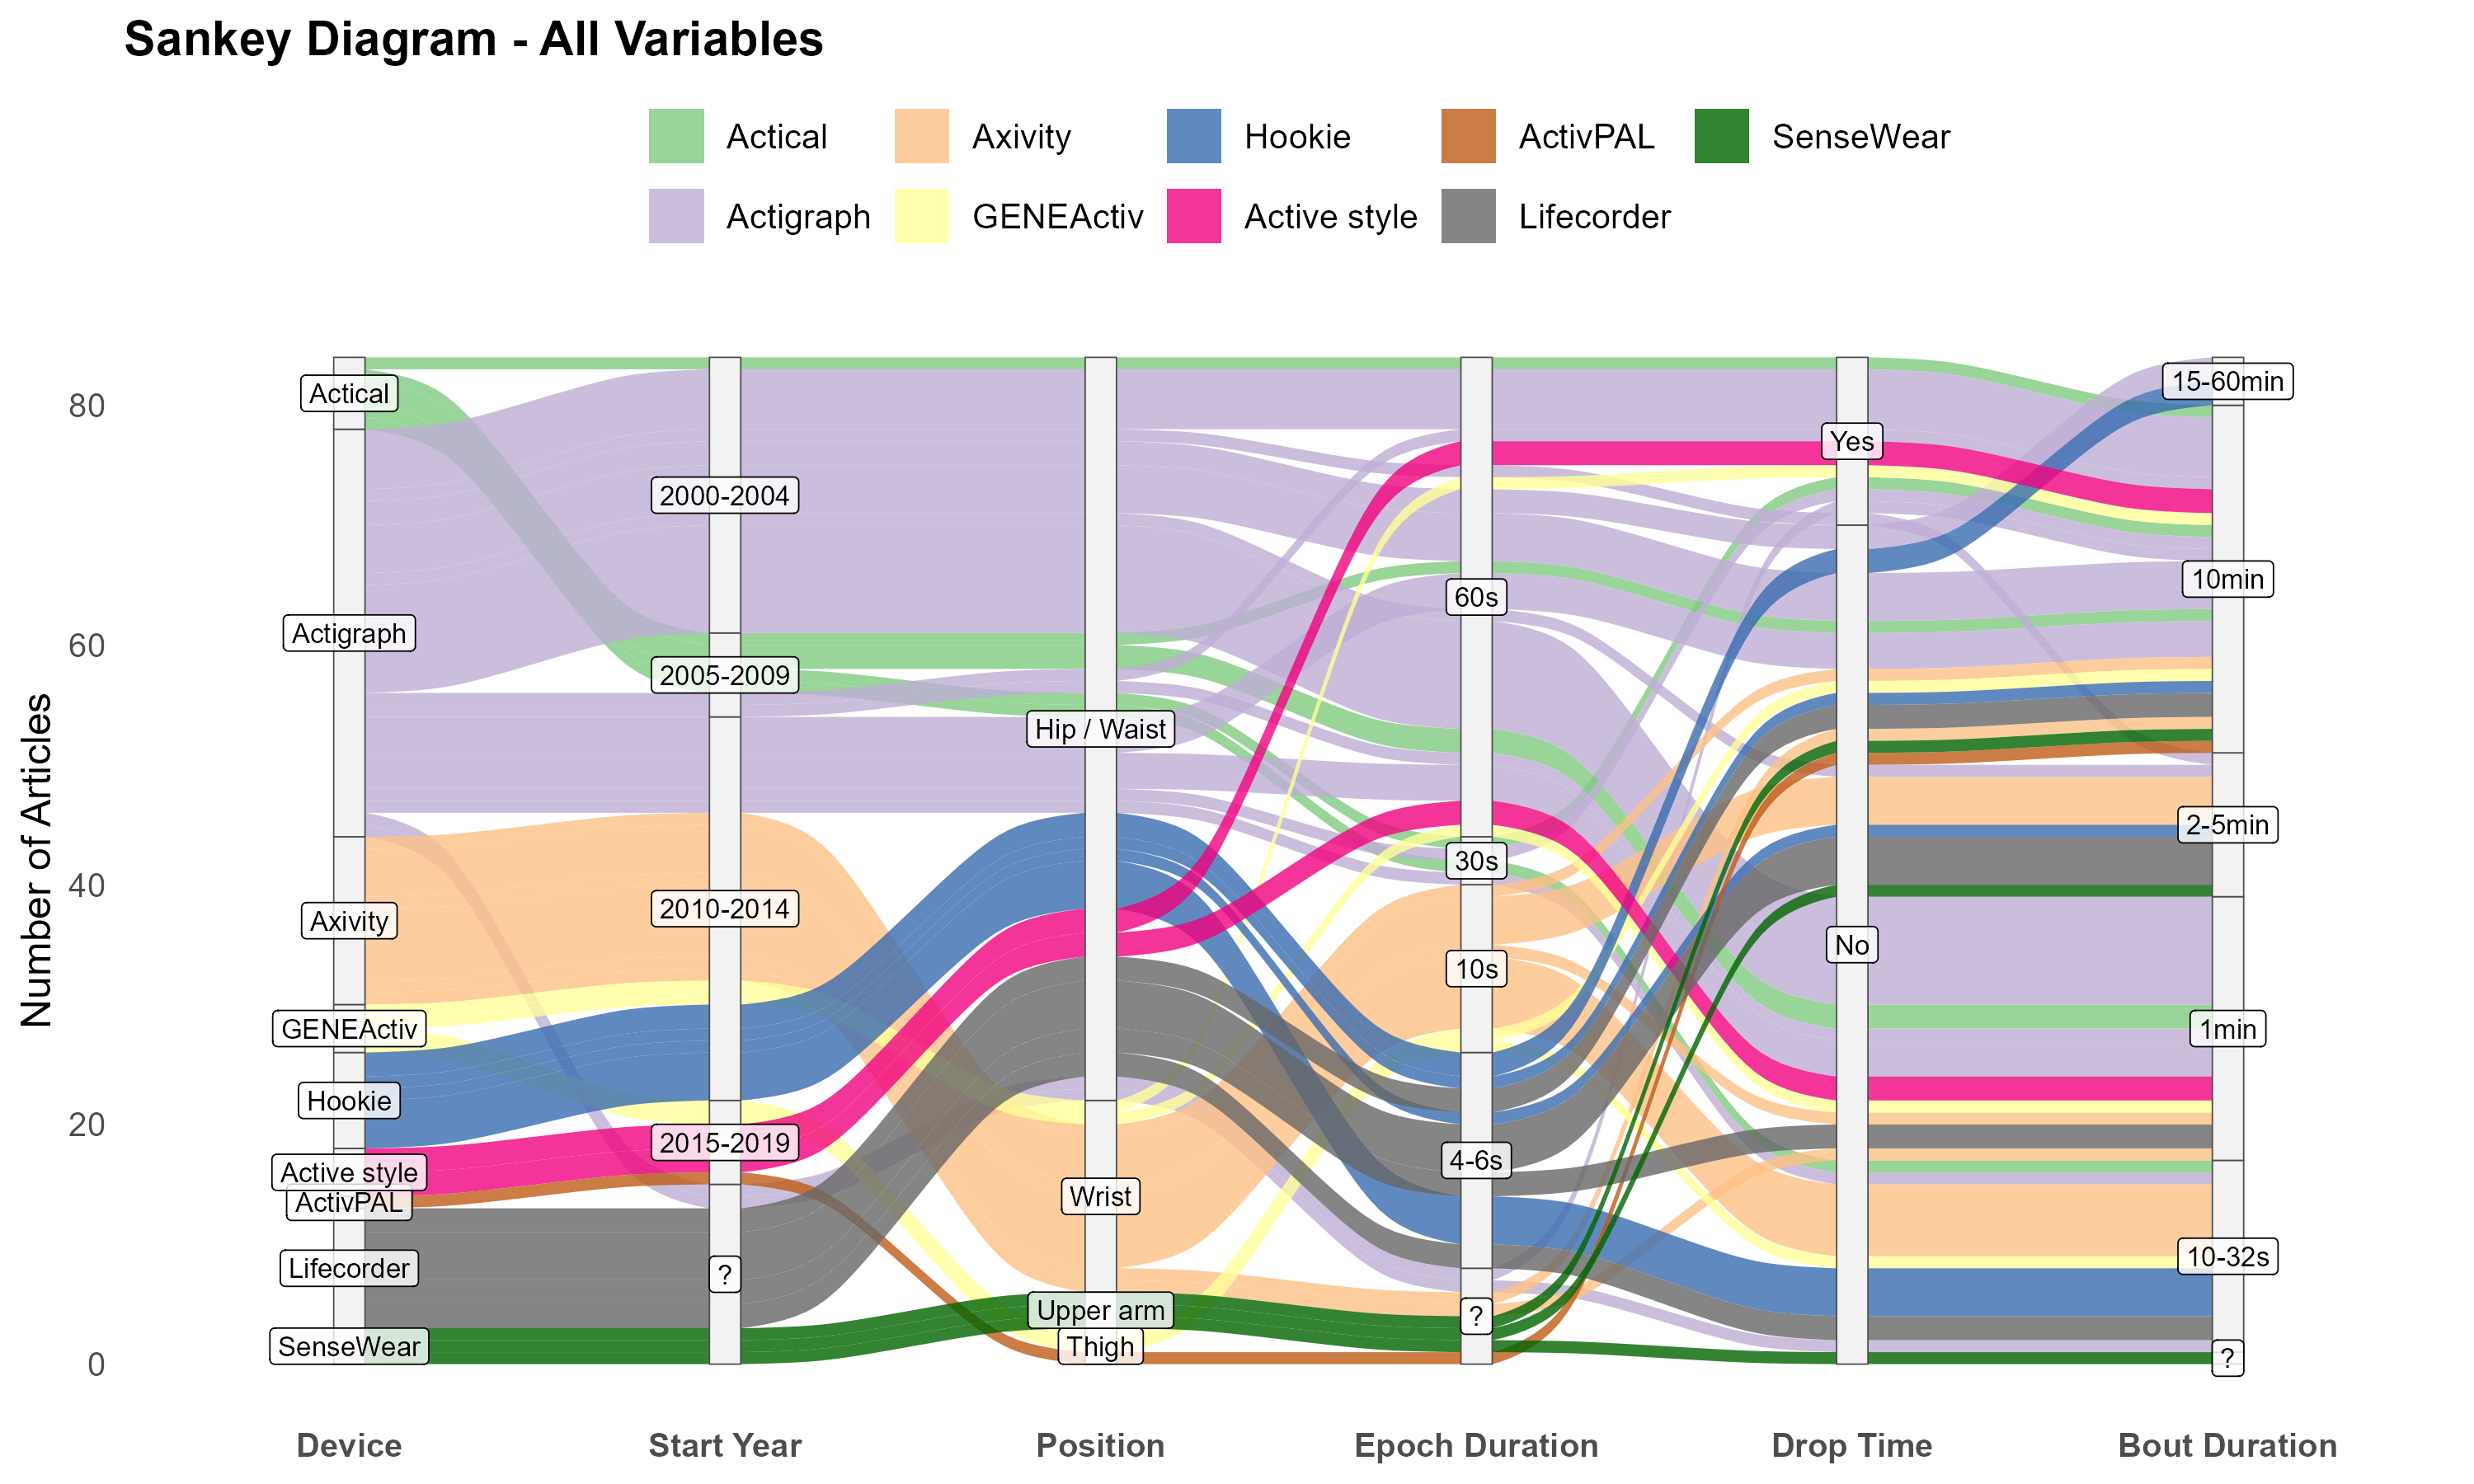 Sankey Diagram - All Variables
Actical Axivity Hookie ActivPAL SenseWear
Actigraph GENEActiv Active style Lifecorder
Number of Articles
80
60
40
20
0
Actical
Actigraph
Axivity
GENEActiv
Hookie
Active style
ActivPAL
Lifecorder
SenseWear
2000-2004
2005-2009
2010-2014
2015-2019
?
Hip / Waist
Wrist
Upper arm
Thigh
60s
30s
10s
4-6s
?
Yes
No
15-60min
10min
2-5min
1min
10-32s
?
Device Start Year Position Epoch Duration Drop Time Bout Duration